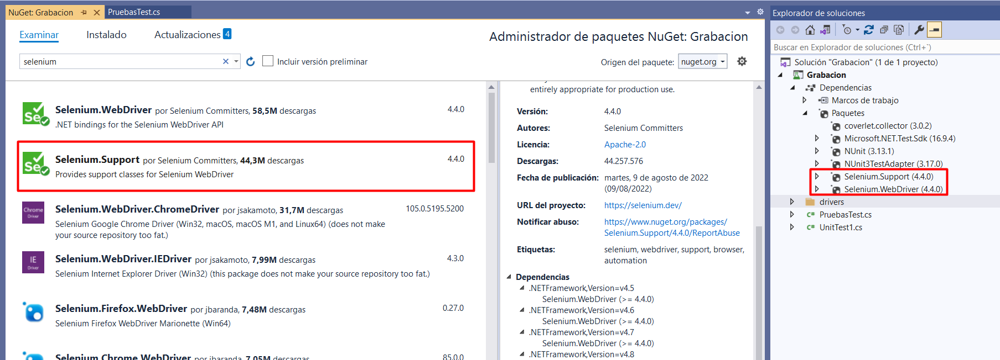 NuGet: Grabacion
PruebasTest.cs
Examinar
Instalado
Actualizaciones 4
Administrador de paquetes NuGet: Grabacion
selenium
Incluir versión preliminar
Origen del paquete: nuget.org
Selenium.WebDriver por Selenium Committers, 58,5M descargas
4.4.0
.NET bindings for the Selenium WebDriver API
Selenium.Support por Selenium Committers, 44,3M descargas
4.4.0
Provides support classes for Selenium WebDriver
Chrome
Driver
Selenium.WebDriver.ChromeDriver por jsakamoto, 31,7M descargas
105.0.5195.5200
Selenium Google Chrome Driver (Win32, macOS, macOS M1, and Linux64) (does not make
your source repository too fat.)
IE
Driver
Selenium.WebDriver.IEDriver por jsakamoto, 7,99M descargas
4.3.0
Selenium Internet Explorer Driver (Win32) (this package does not make your source repository too fat.)
Selenium.Firefox.WebDriver por jbaranda, 7,48M descargas
0.27.0
Selenium Firefox WebDriver Marionette (Win64)
Selenium.Chrome.WebDriver por jbaranda, 7,05M descargas
85.0.0
entirely appropriate for production use.
Versión: 4.4.0
Autores: Selenium Committers
Licencia: Apache-2.0
Descargas: 44.257.576
Fecha de publicación: martes, 9 de agosto de 2022
(09/08/2022)
URL del proyecto: https://selenium.dev/
Notificar abuso: https://www.nuget.org/packages/
Selenium.Support/4.4.0/ReportAbuse
Etiquetas: selenium, webdriver, support, browser,
automation
Dependencias
.NETFramework,Version=v4.5
Selenium.WebDriver (>= 4.4.0)
.NETFramework,Version=v4.6
Selenium.WebDriver (>= 4.4.0)
.NETFramework,Version=v4.7
Selenium.WebDriver (>= 4.4.0)
.NETFramework,Version=v4.8
Explorador de soluciones
Buscar en Explorador de soluciones (Ctrl+`)
Solución "Grabacion" (1 de 1 proyecto)
Grabacion
Dependencias
Marcos de trabajo
Paquetes
coverlet.collector (3.0.2)
Microsoft.NET.Test.Sdk (16.9.4)
NUnit (3.13.1)
NUnit3TestAdapter (3.17.0)
Selenium.Support (4.4.0)
Selenium.WebDriver (4.4.0)
drivers
C# PruebasTest.cs
C# UnitTest1.cs